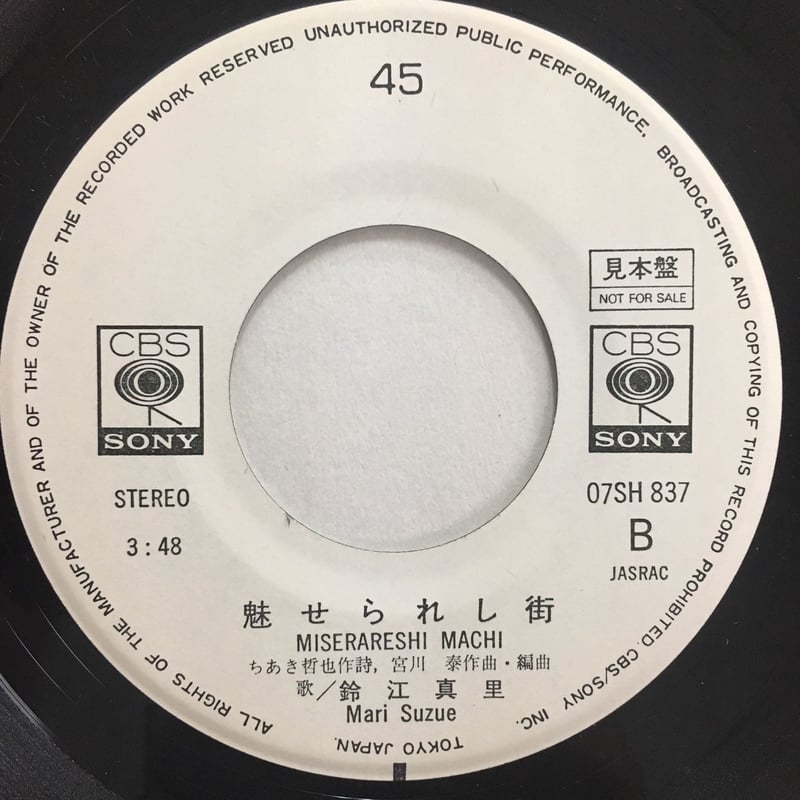 ALL RIGHTS OF THE MANUFACTURER AND OF THE OWNER OF THE RECORDED WORK RESERVED UNAUTHORIZED PUBLIC PERFORMANCE, BROADCASTING AND COPYING OF THIS RECORD PROHIBITED. CBS/SONY INC.
TOKYO JAPAN.
45
見本盤
NOT FOR SALE
CBS
SONY
CBS
SONY
STEREO
3:48
07SH 837
B
JASRAC
魅せられし街
MISERARESHI MACHI
ちあき哲也作詩, 宮川 泰作曲・編曲
歌/鈴江真里
Mari Suzue